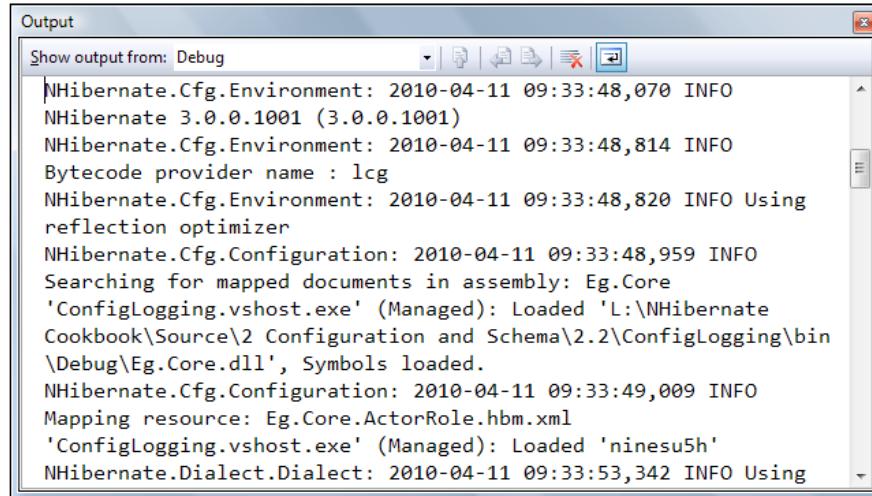 Output
Show output from: Debug
NHibernate.Cfg.Environment: 2010-04-11 09:33:48,070 INFO
NHibernate 3.0.0.1001 (3.0.0.1001)
NHibernate.Cfg.Environment: 2010-04-11 09:33:48,814 INFO
Bytecode provider name : lcg
NHibernate.Cfg.Environment: 2010-04-11 09:33:48,820 INFO Using
reflection optimizer
NHibernate.Cfg.Configuration: 2010-04-11 09:33:48,959 INFO
Searching for mapped documents in assembly: Eg.Core
'ConfigLogging.vshost.exe' (Managed): Loaded 'L:\NHibernate
Cookbook\Source\2 Configuration and Schema\2.2\ConfigLogging\bin
\Debug\Eg.Core.dll', Symbols loaded.
NHibernate.Cfg.Configuration: 2010-04-11 09:33:49,009 INFO
Mapping resource: Eg.Core.ActorRole.hbm.xml
'ConfigLogging.vshost.exe' (Managed): Loaded 'ninesu5h'
NHibernate.Dialect.Dialect: 2010-04-11 09:33:53,342 INFO Using